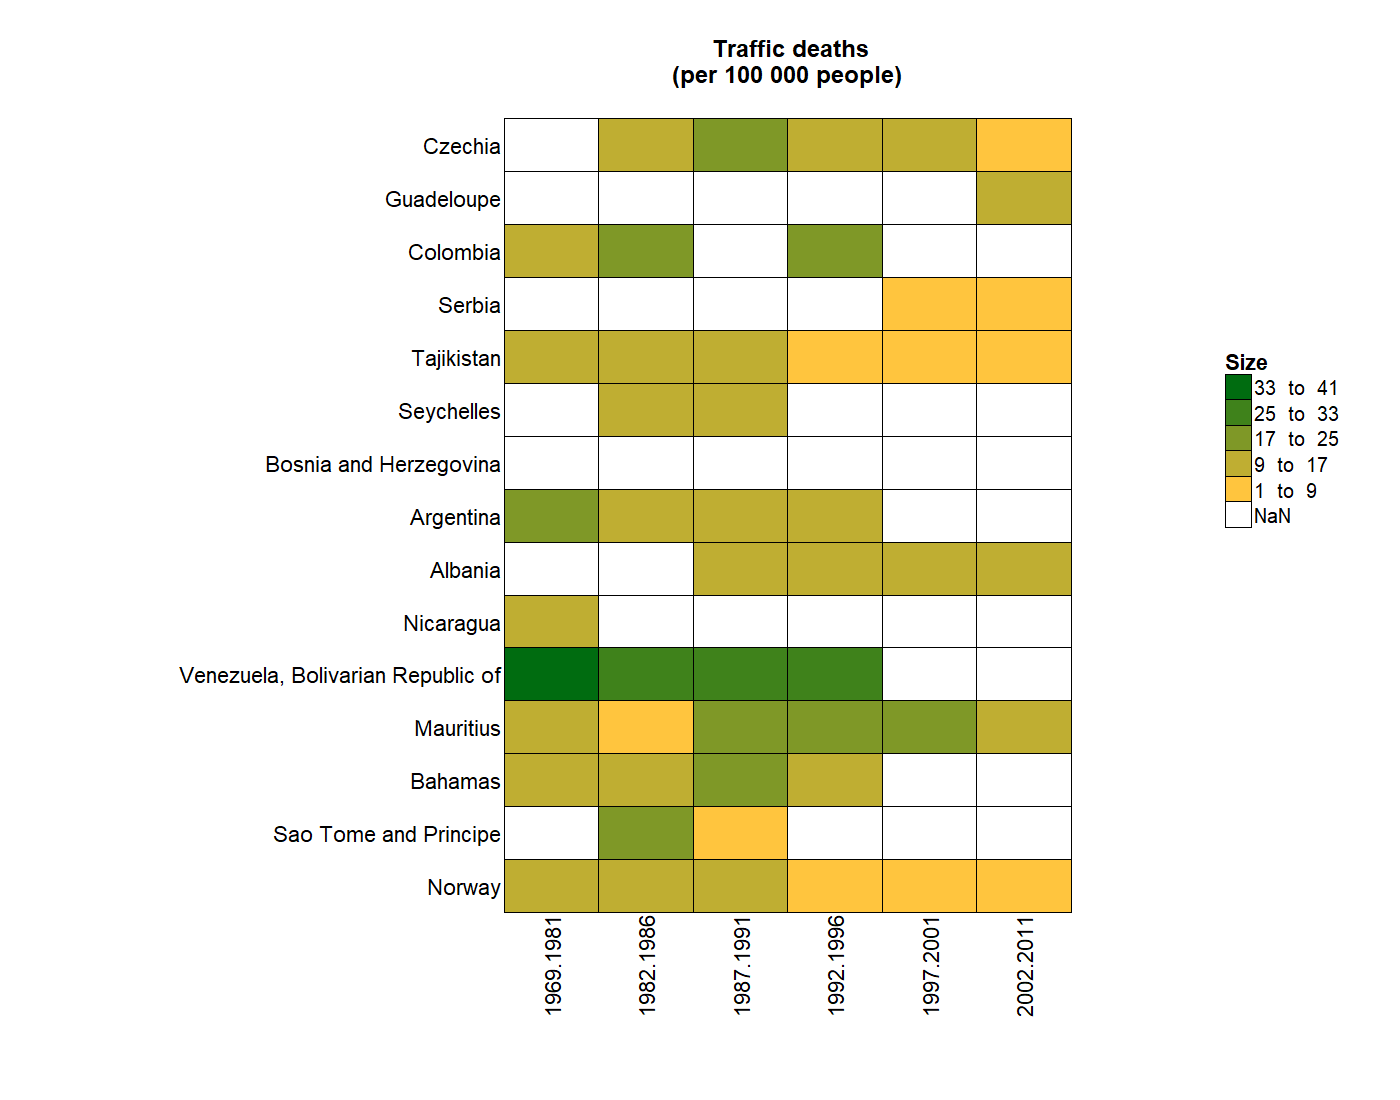 Traffic deaths
(per 100 000 people)
Czechia
Guadeloupe
Colombia
Serbia
Tajikistan
Seychelles
Bosnia and Herzegovina
Argentina
Albania
Nicaragua
Venezuela, Bolivarian Republic of
Mauritius
Bahamas
Sao Tome and Principe
Norway
1969.1981
1982.1986
1987.1991
1992.1996
1997.2001
2002.2011
Size
33 to 41
25 to 33
17 to 25
9 to 17
1 to 9
NaN